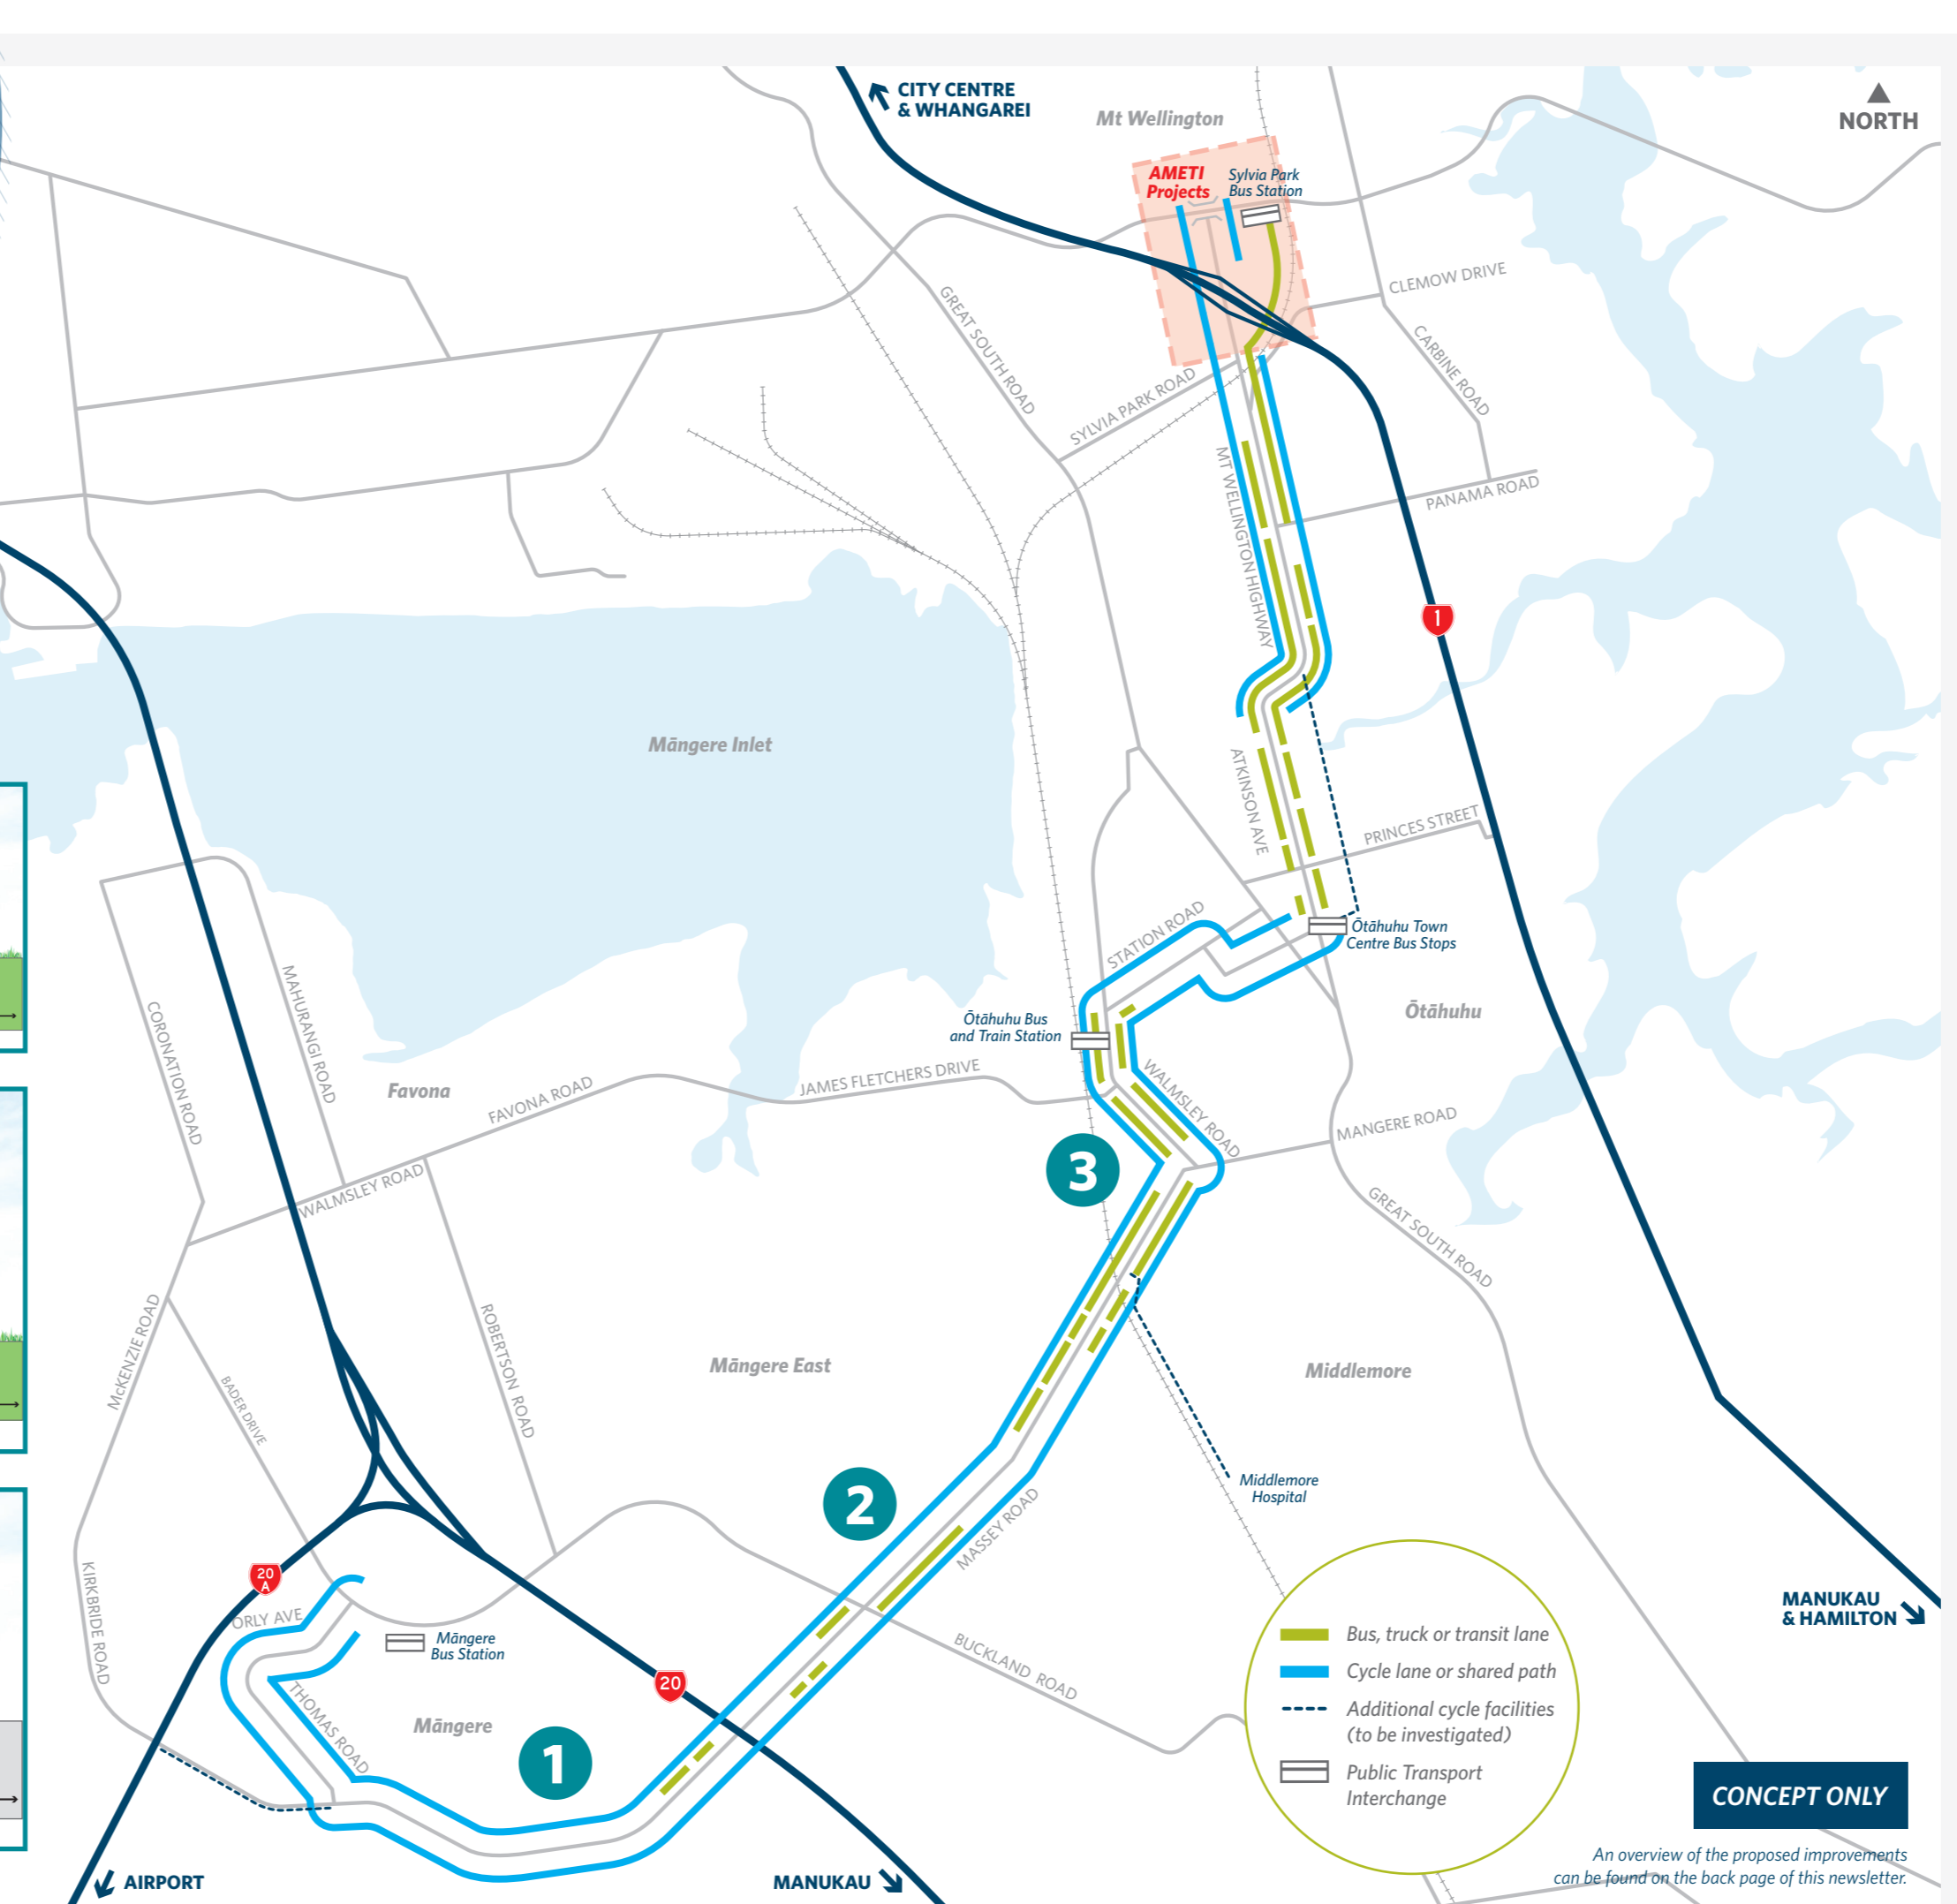 CITY CENTRE
& WHANGAREI
Mt Wellington
NORTH
AMETI
Projects
Sylvia Park
Bus Station
CLEMOW DRIVE
GREAT SOUTH ROAD
CARBINE ROAD
SYLVIA PARK ROAD
MT WELLINGTON HIGHWAY
PANAMA ROAD
1
Māngere Inlet
ATKINSON AVE
PRINCES STREET
STATION ROAD
Ōtāhuhu Town
Centre Bus Stops
MAHURANGI ROAD
CORONATION ROAD
Ōtāhuhu Bus
and Train Station
Ōtāhuhu
Favona
FAVONA ROAD
JAMES FLETCHERS DRIVE
WALMSLEY ROAD
MANGERE ROAD
3
WALMSLEY ROAD
GREAT SOUTH ROAD
McKENZIE ROAD
ROBERTSON ROAD
Māngere East
Middlemore
BADER DRIVE
2
Middlemore
Hospital
MASSEY ROAD
20
A
KIRKBRIDE ROAD
ORLY AVE
Māngere
Bus Station
BUCKLAND ROAD
20
THOMAS ROAD
Māngere
1
MANUKAU
& HAMILTON
Bus, truck or transit lane
Cycle lane or shared path
Additional cycle facilities
(to be investigated)
Public Transport
Interchange
CONCEPT ONLY
An overview of the proposed improvements
can be found on the back page of this newsletter.
AIRPORT
MANUKAU